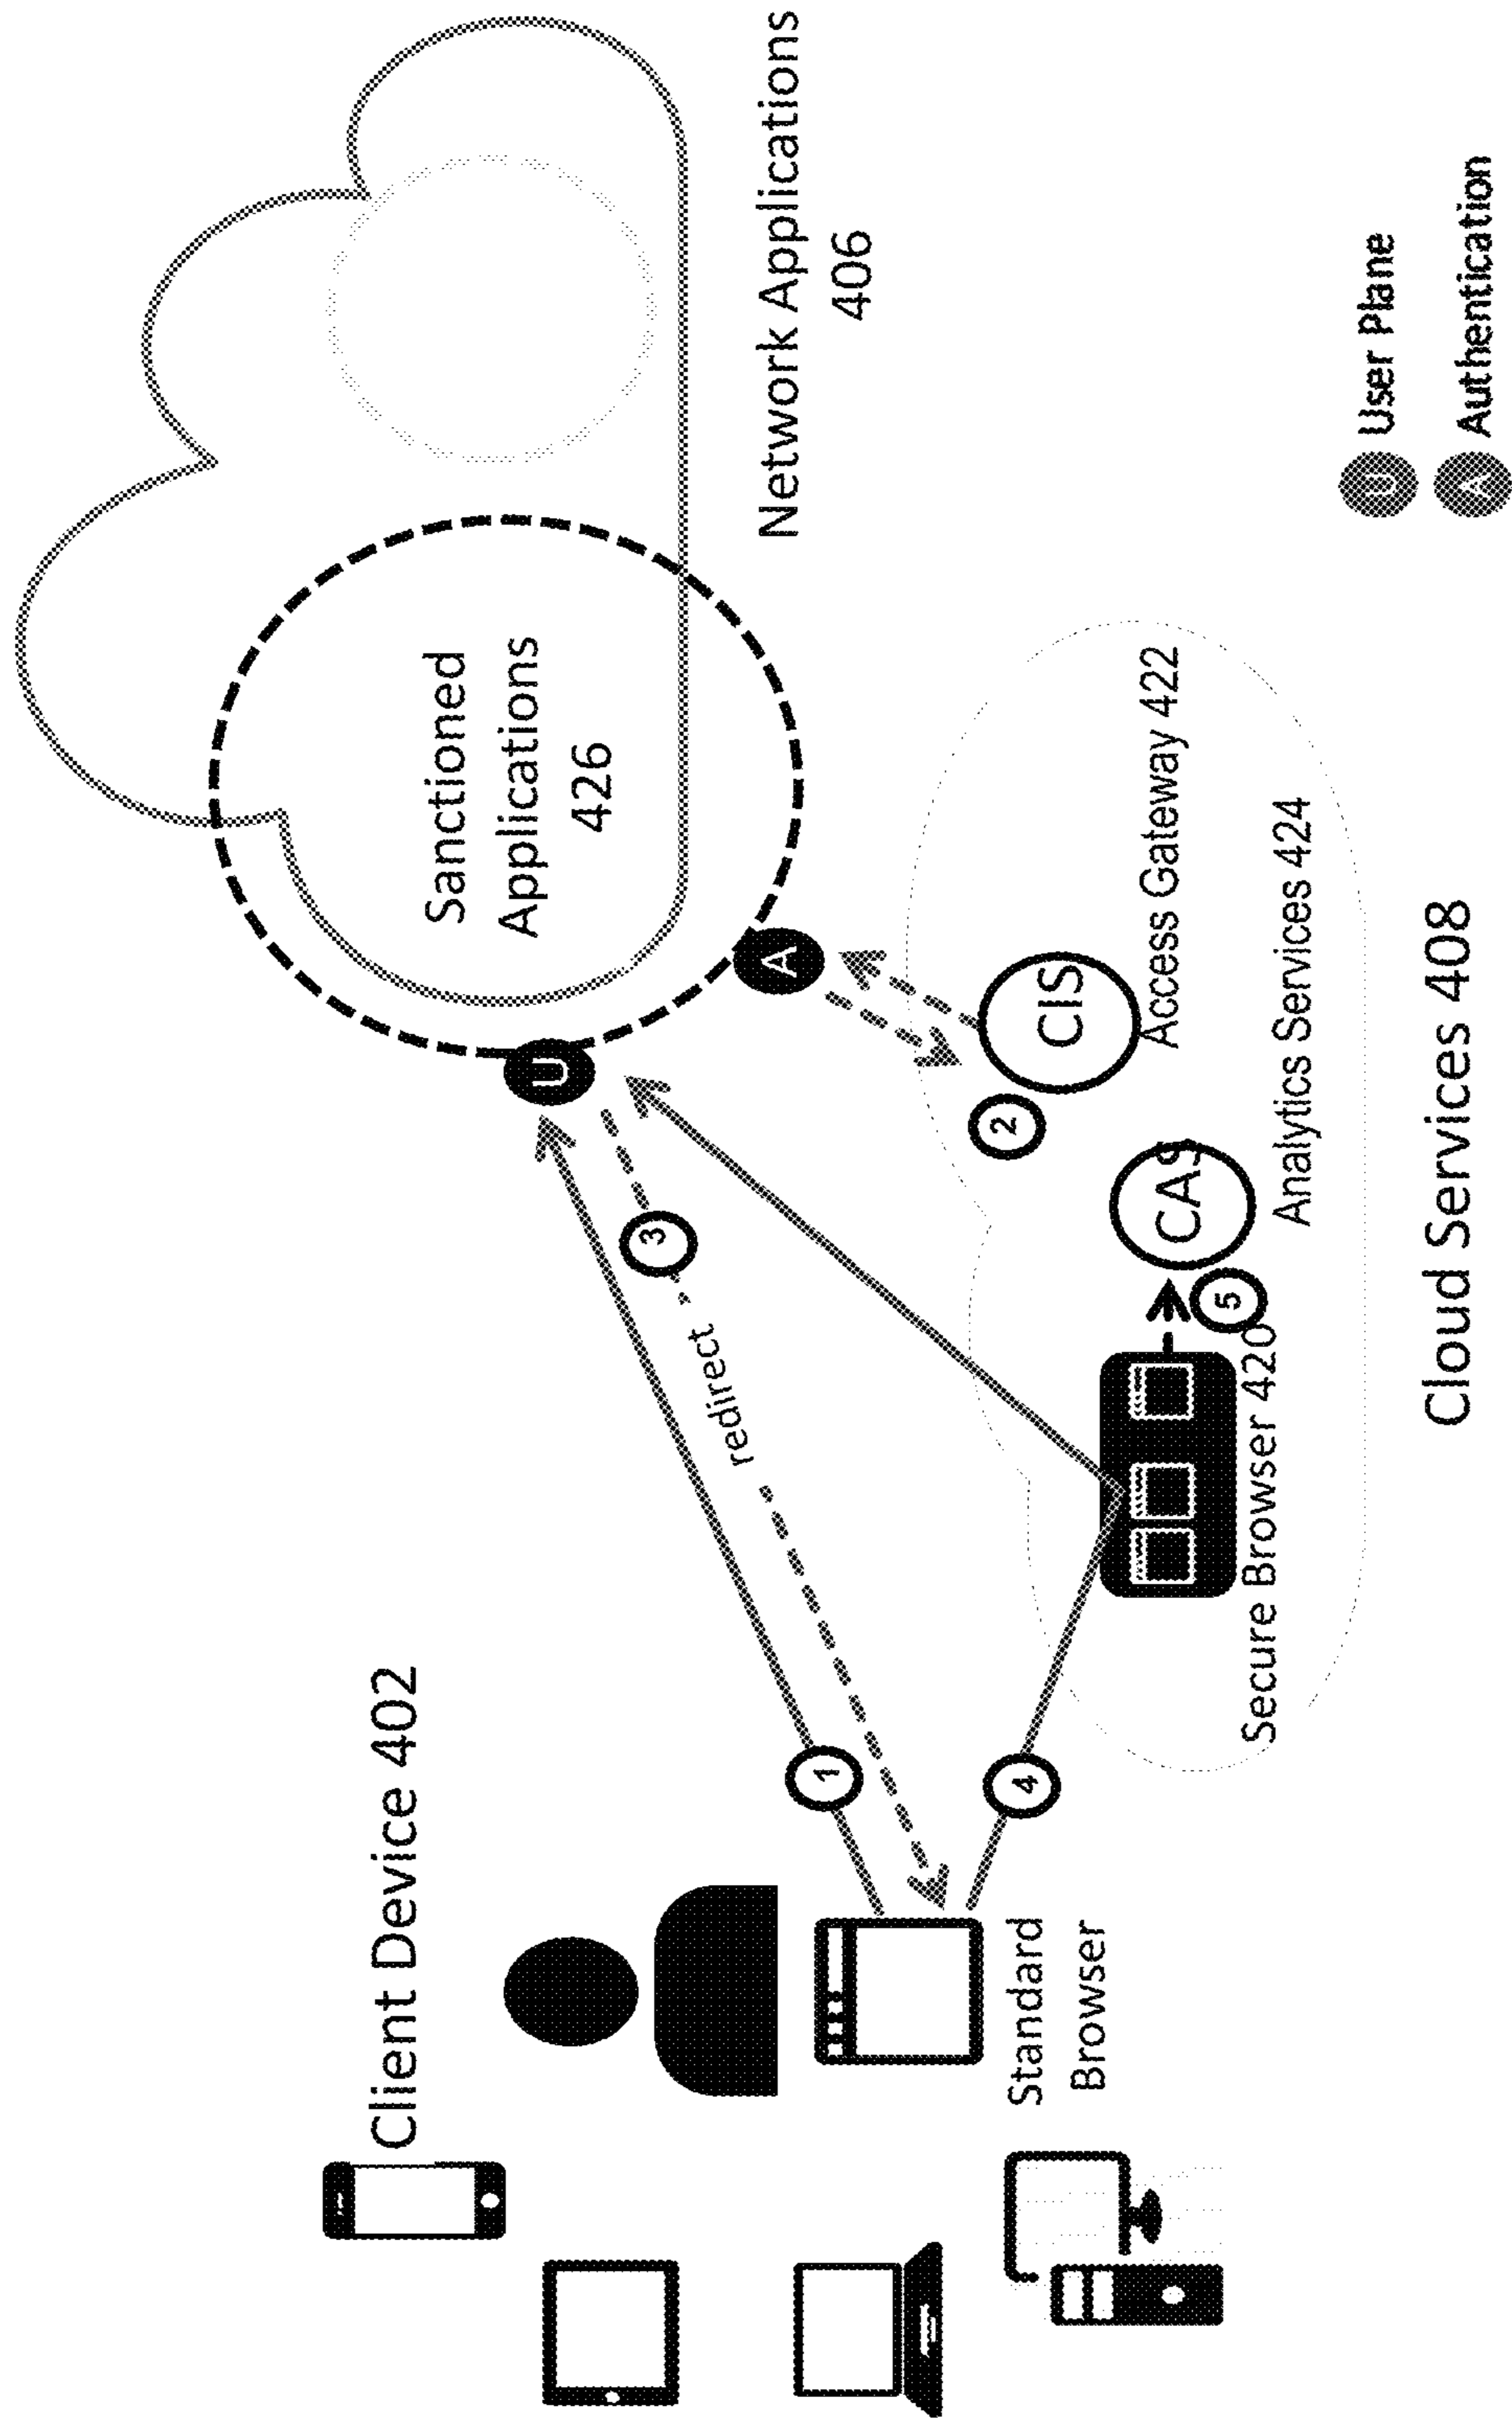 Client Device 402
Standard
Browser
1
redirect
3
4
U
Sanctioned
Applications
426
A
Network Applications
406
2
CIS
Access Gateway 422
CAS
Analytics Services 424
5
Secure Browser 420
Cloud Services 408
U User Plane
A Authentication